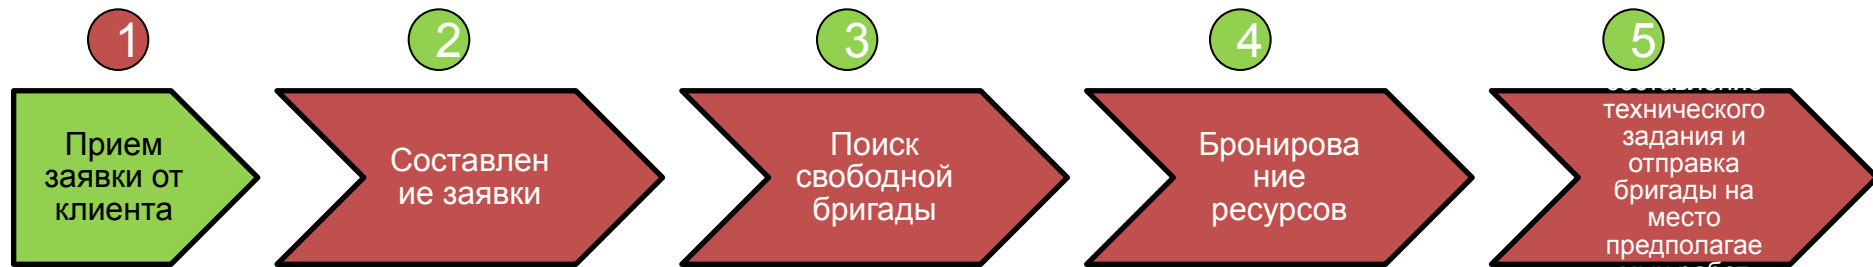 1
2
3
4
5
Прием
заявки от
клиента
Составлен
ие заявки
Поиск
свободной
бригады
Бронирова
ние
ресурсов
составление
технического
задания и
отправка
бригады на
место
предполагае